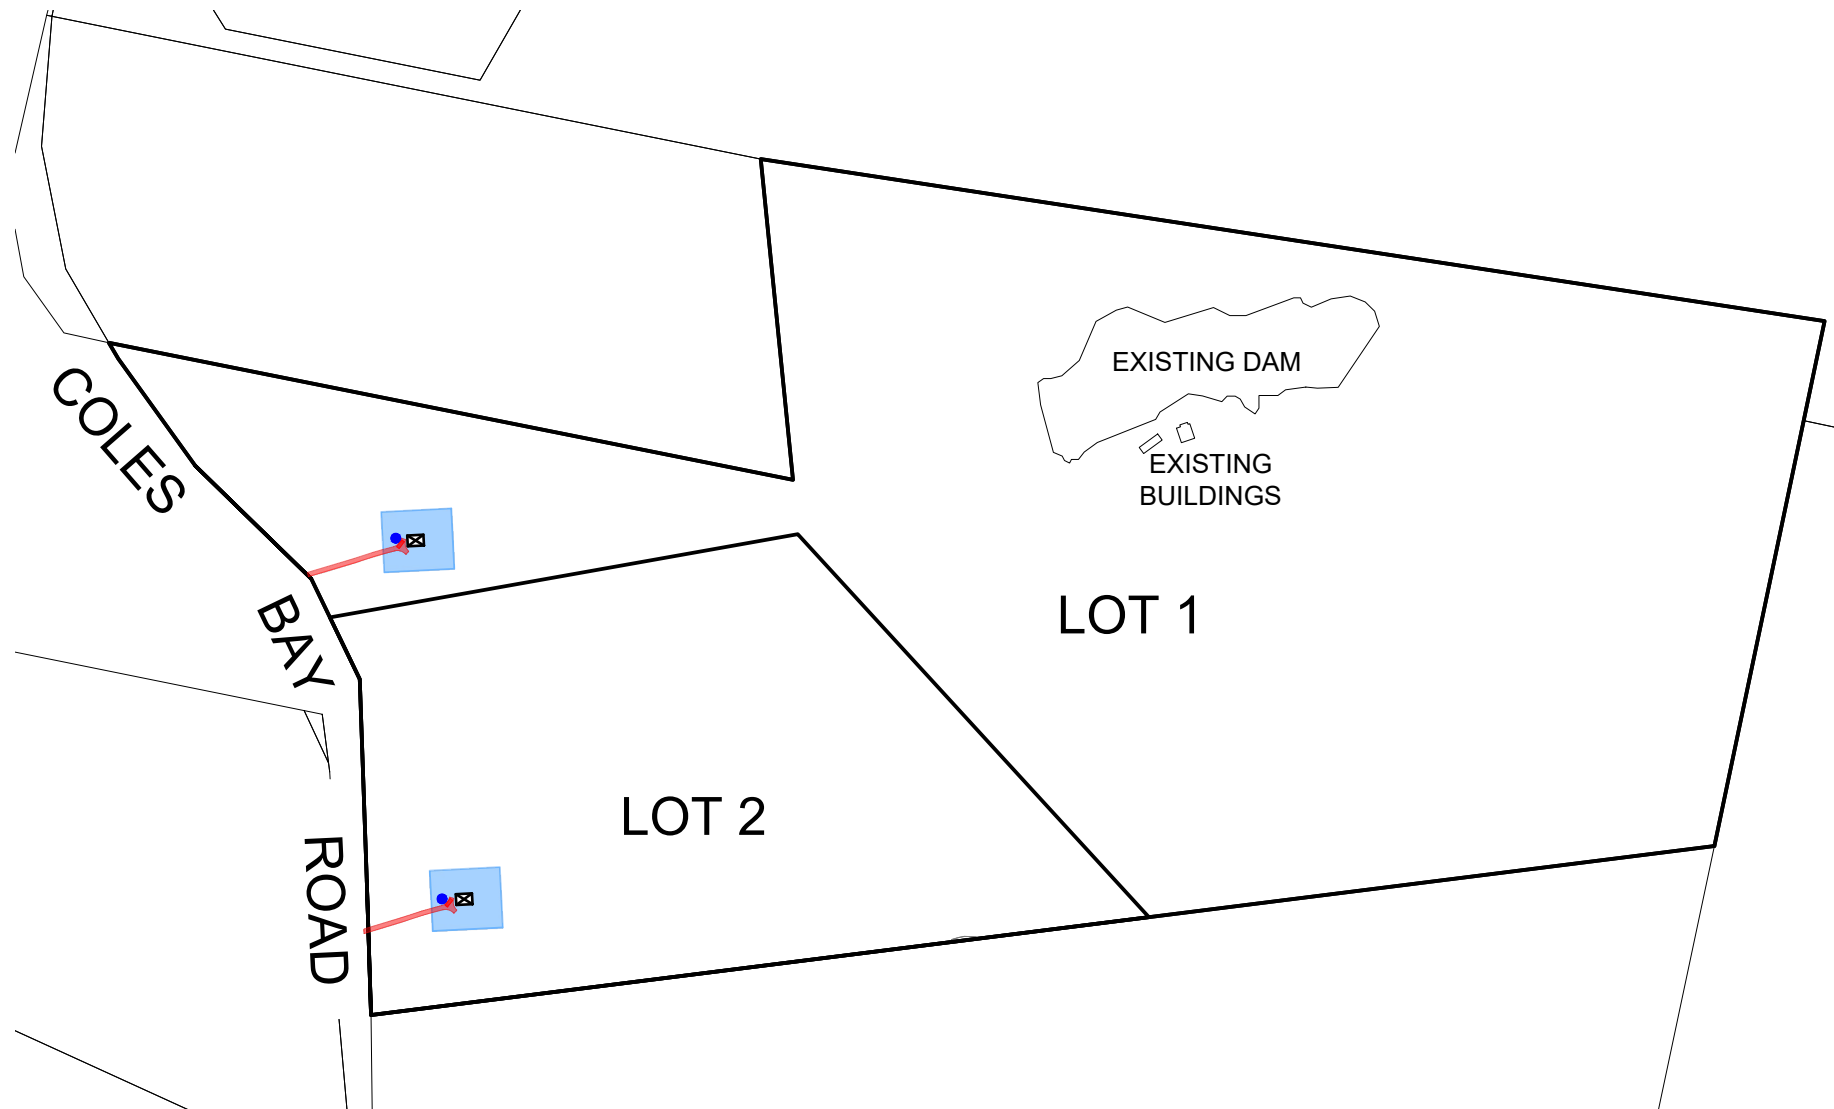 EXISTING DAM
COLES
EXISTING
BUILDINGS
LOT 1
BAY
LOT 2
ROAD